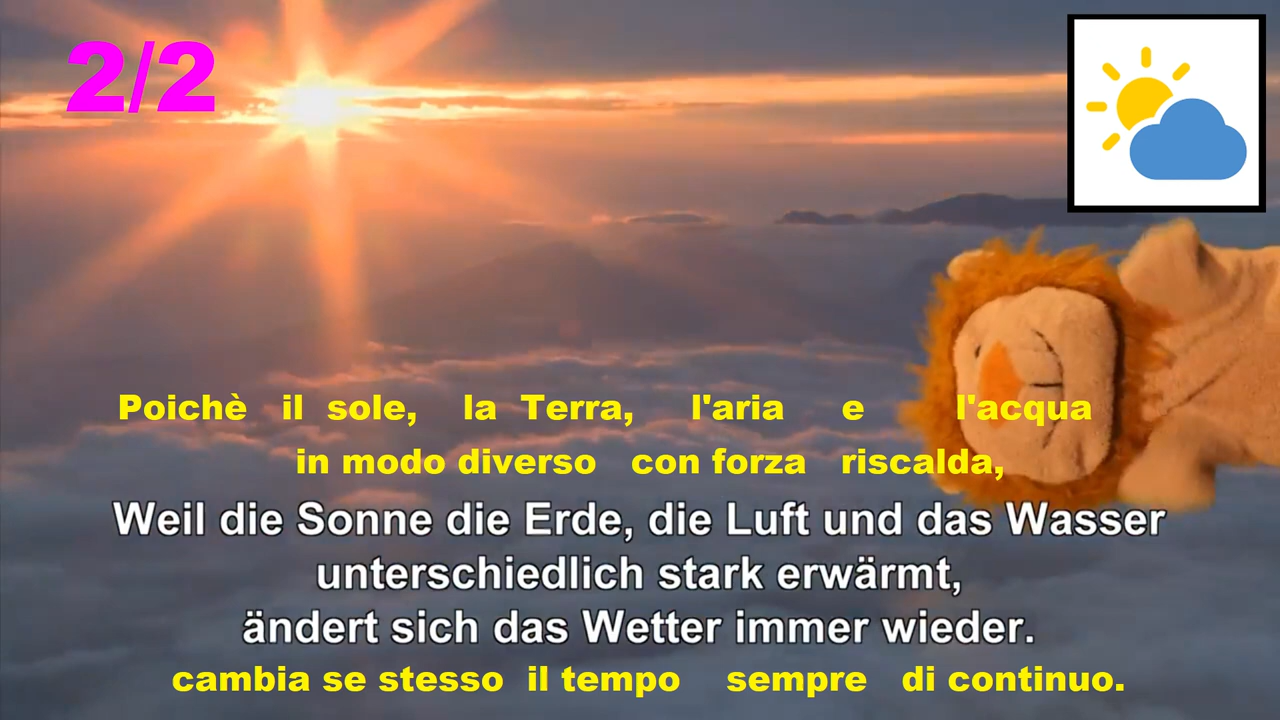 2/2
Poichè il sole, la Terra, l'aria e l'acqua
in modo diverso con forza riscalda,
Weil die Sonne die Erde, die Luft und das Wasser
unterschiedlich stark erwärmt,
ändert sich das Wetter immer wieder.
cambia se stesso il tempo sempre di continuo.